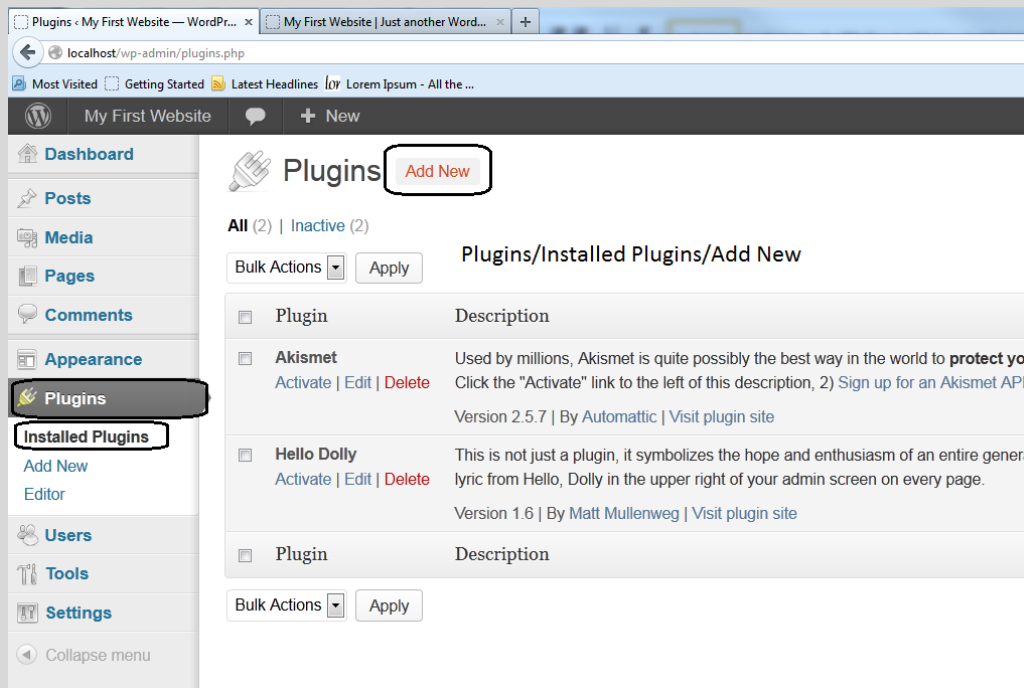 Plugins ‹ My First Website — WordPr... ×
My First Website | Just another Word... ×
+
localhost/wp-admin/plugins.php
Most Visited Getting Started Latest Headlines lor Lorem Ipsum - All the ...
My First Website + New
Dashboard
Posts
Media
Pages
Comments
Appearance
Plugins
Installed Plugins
Add New
Editor
Users
Tools
Settings
Collapse menu
Plugins Add New
All (2) | Inactive (2)
Plugins/Installed Plugins/Add New
Bulk Actions Apply
Plugin Description
Akismet
Activate | Edit | Delete
Used by millions, Akismet is quite possibly the best way in the world to protect yo
Click the "Activate" link to the left of this description, 2) Sign up for an Akismet API
Version 2.5.7 | By Automattic | Visit plugin site
Hello Dolly
Activate | Edit | Delete
This is not just a plugin, it symbolizes the hope and enthusiasm of an entire gener
lyric from Hello, Dolly in the upper right of your admin screen on every page.
Version 1.6 | By Matt Mullenweg | Visit plugin site
Plugin Description
Bulk Actions Apply